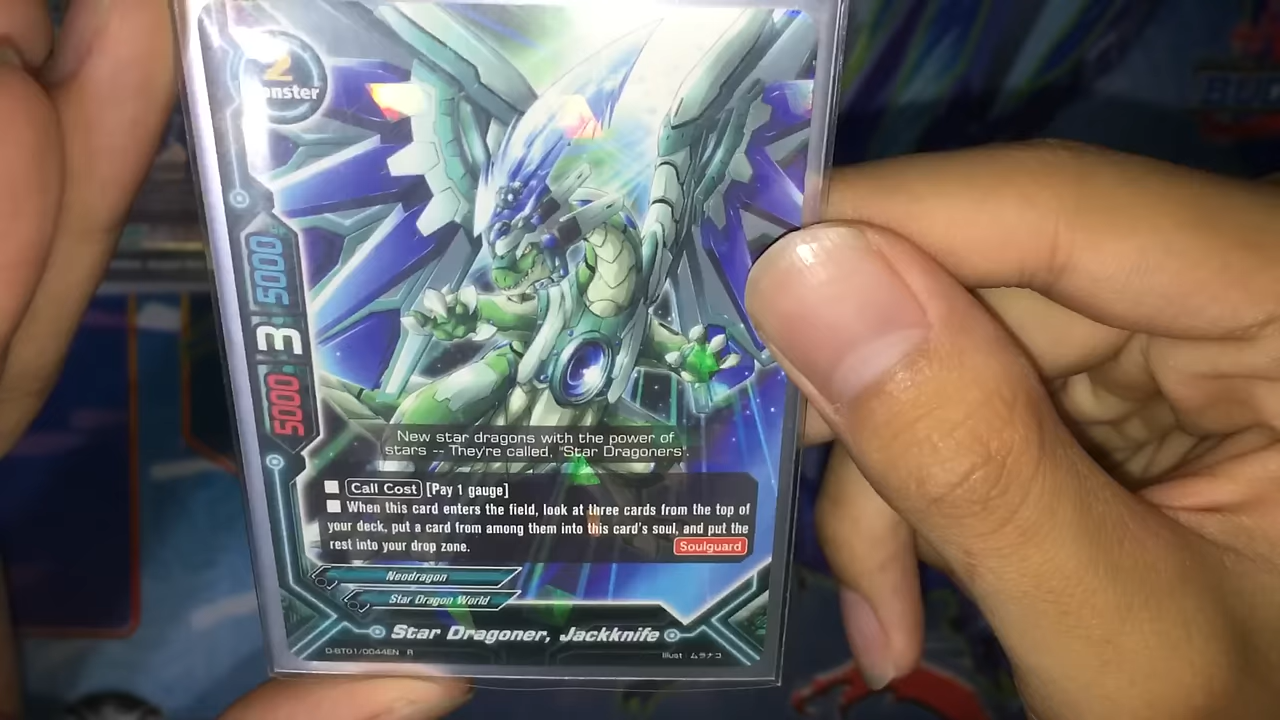 2
5000
3
5000
New star dragons with the power of
stars -- They're called, "Star Dragoners".
Call Cost [Pay 1 gauge]
When this card enters the field, look at three cards from the top of
your deck, put a card from among them into this card's soul, and put the
rest into your drop zone.
Soulguard
Neodragon
Star Dragon World
Star Dragoner, Jackknife
D-BT01/0044EN R
Illust ムラナコ